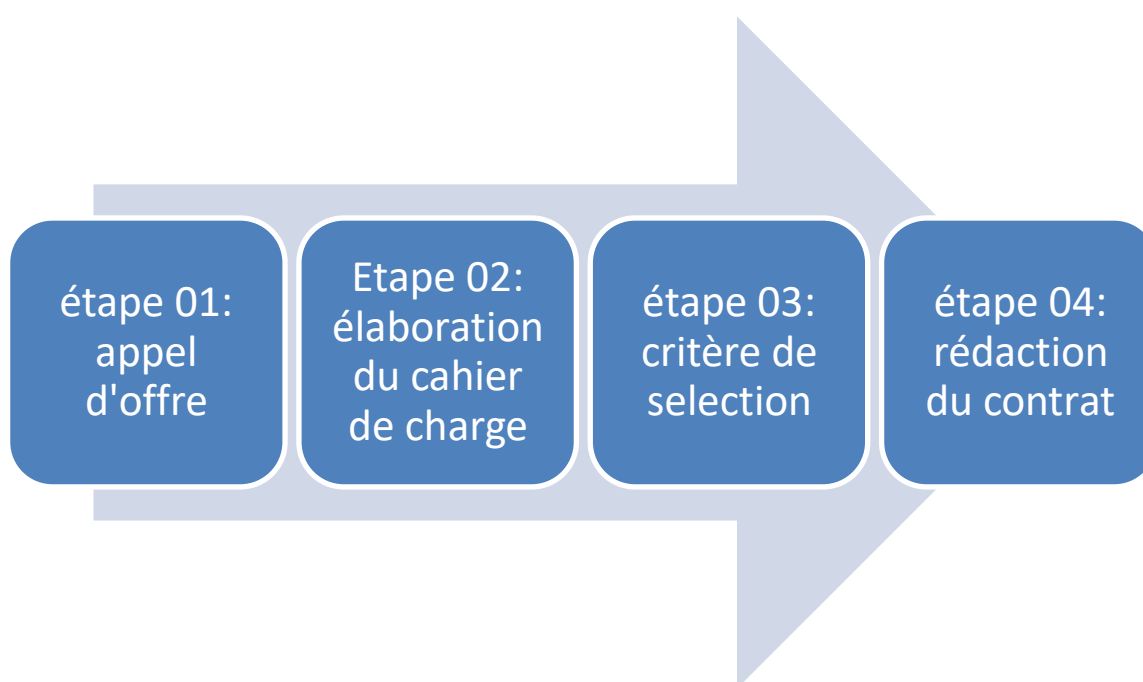 étape 01:
appel
d'offre
Etape 02:
élaboration
du cahier
de charge
étape 03:
critère de
selection
étape 04:
rédaction
du contrat